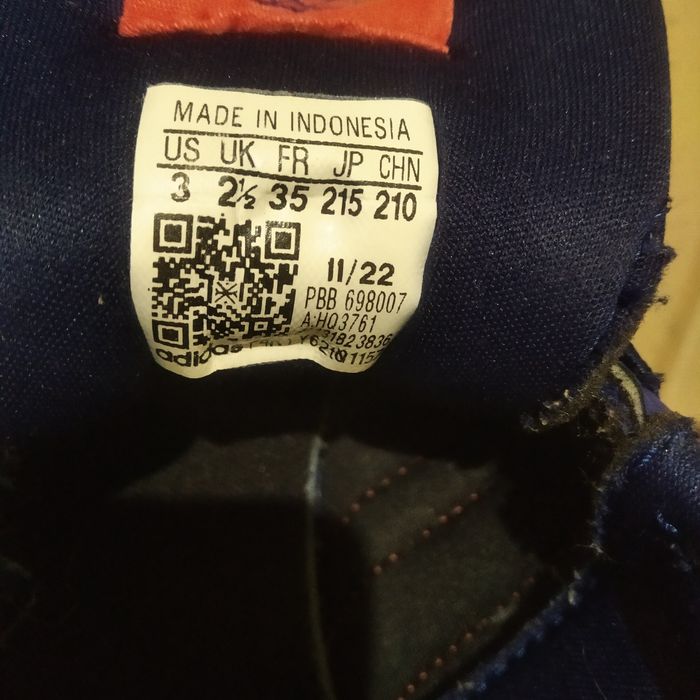 MADE IN INDONESIA
US UK FR JP CHN
3 2½ 35 215 210
11/22
PBB 698007
A:HQ3761
adidas